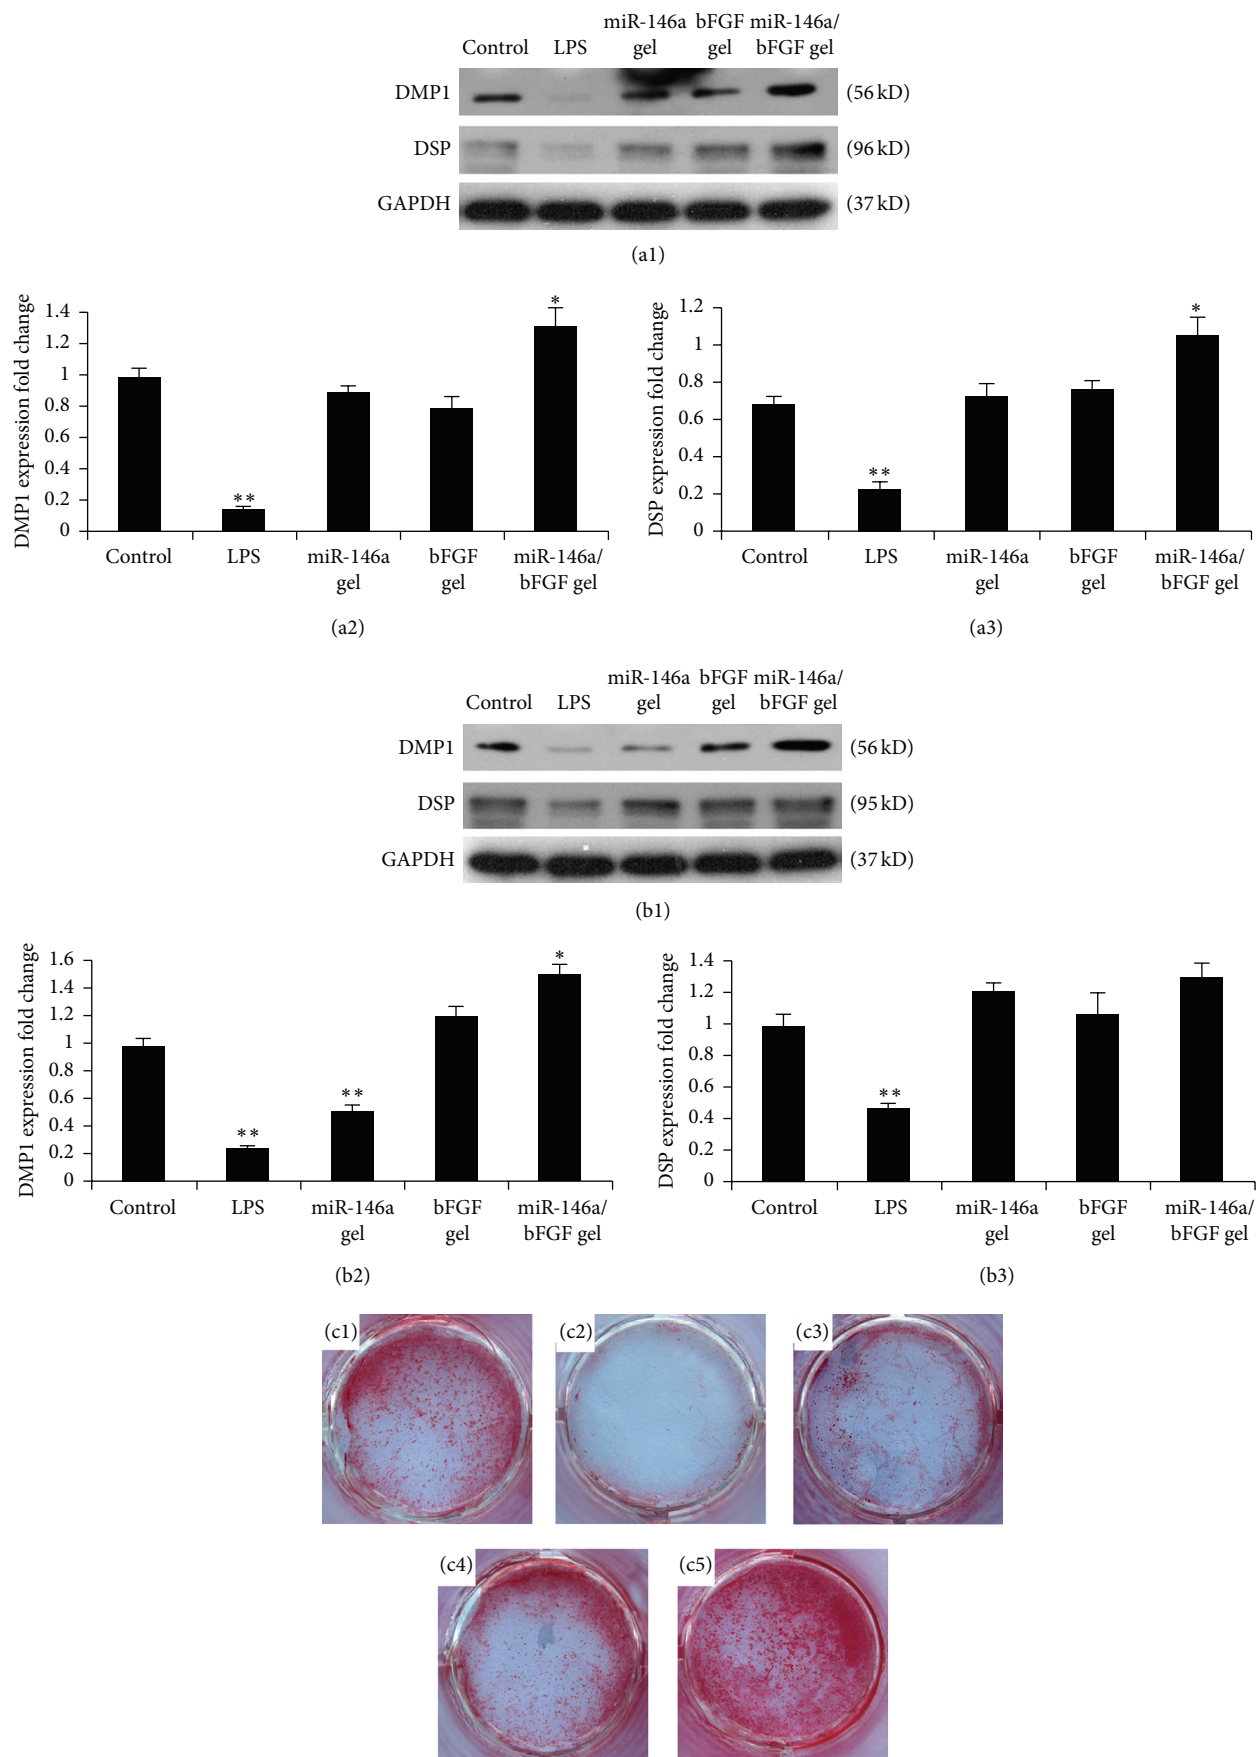 miR-146a bFGF miR-146a/
Control LPS gel gel bFGF gel
DMP1 (56 kD)
DSP (96 kD)
GAPDH (37 kD)
(a1)
DMP1 expression fold change
1.4
1.2
1
0.8
0.6
0.4
0.2
0
**
*
Control LPS miR-146a bFGF miR-146a/
gel gel bFGF gel
(a2)
DSP expression fold change
1.2
1
0.8
0.6
0.4
0.2
0
**
*
Control LPS miR-146a bFGF miR-146a/
gel gel bFGF gel
(a3)
miR-146a bFGF miR-146a/
Control LPS gel gel bFGF gel
DMP1 (56 kD)
DSP (95 kD)
GAPDH (37 kD)
(b1)
DMP1 expression fold change
1.6
1.4
1.2
1
0.8
0.6
0.4
0.2
0
**
**
*
Control LPS miR-146a bFGF miR-146a/
gel gel bFGF gel
(b2)
DSP expression fold change
1.4
1.2
1
0.8
0.6
0.4
0.2
0
**
Control LPS miR-146a bFGF miR-146a/
gel gel bFGF gel
(b3)
(c1) (c2) (c3)
(c4) (c5)